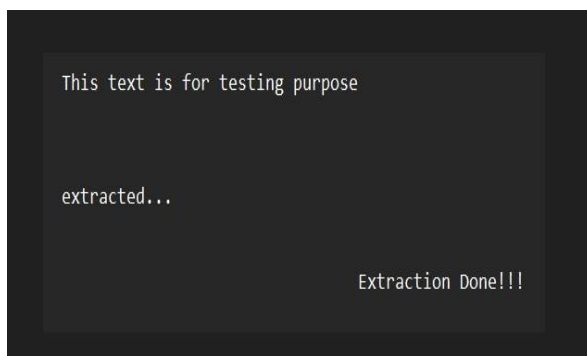 This text is for testing purpose
extracted...
Extraction Done!!!